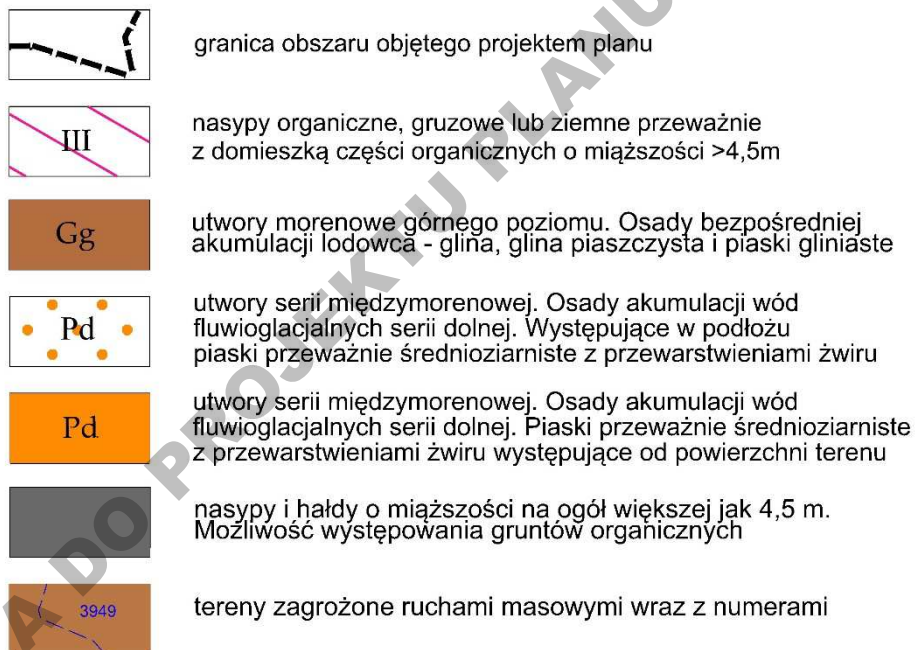 granica obszaru objętego projektem planu
III
nasypy organiczne, gruzowe lub ziemne przeważnie
z domieszką części organicznych o miąższości >4,5m
Gg
utwory morenowe górnego poziomu. Osady bezpośredniej
akumulacji lodowca - glina, glina piaszczysta i piaski gliniaste
Pd
utwory serii międzymorenowej. Osady akumulacji wód
fluwioglacjalnych serii dolnej. Występujące w podłożu
piaski przeważnie średnioziarniste z przewarstwieniami żwiru
Pd
utwory serii międzymorenowej. Osady akumulacji wód
fluwioglacjalnych serii dolnej. Piaski przeważnie średnioziarniste
z przewarstwieniami żwiru występujące od powierzchni terenu
nasypy i hałdy o miąższości na ogół większej jak 4,5 m.
Możliwość występowania gruntów organicznych
3949
tereny zagrożone ruchami masowymi wraz z numerami
A DO PROJEKTU PLANU